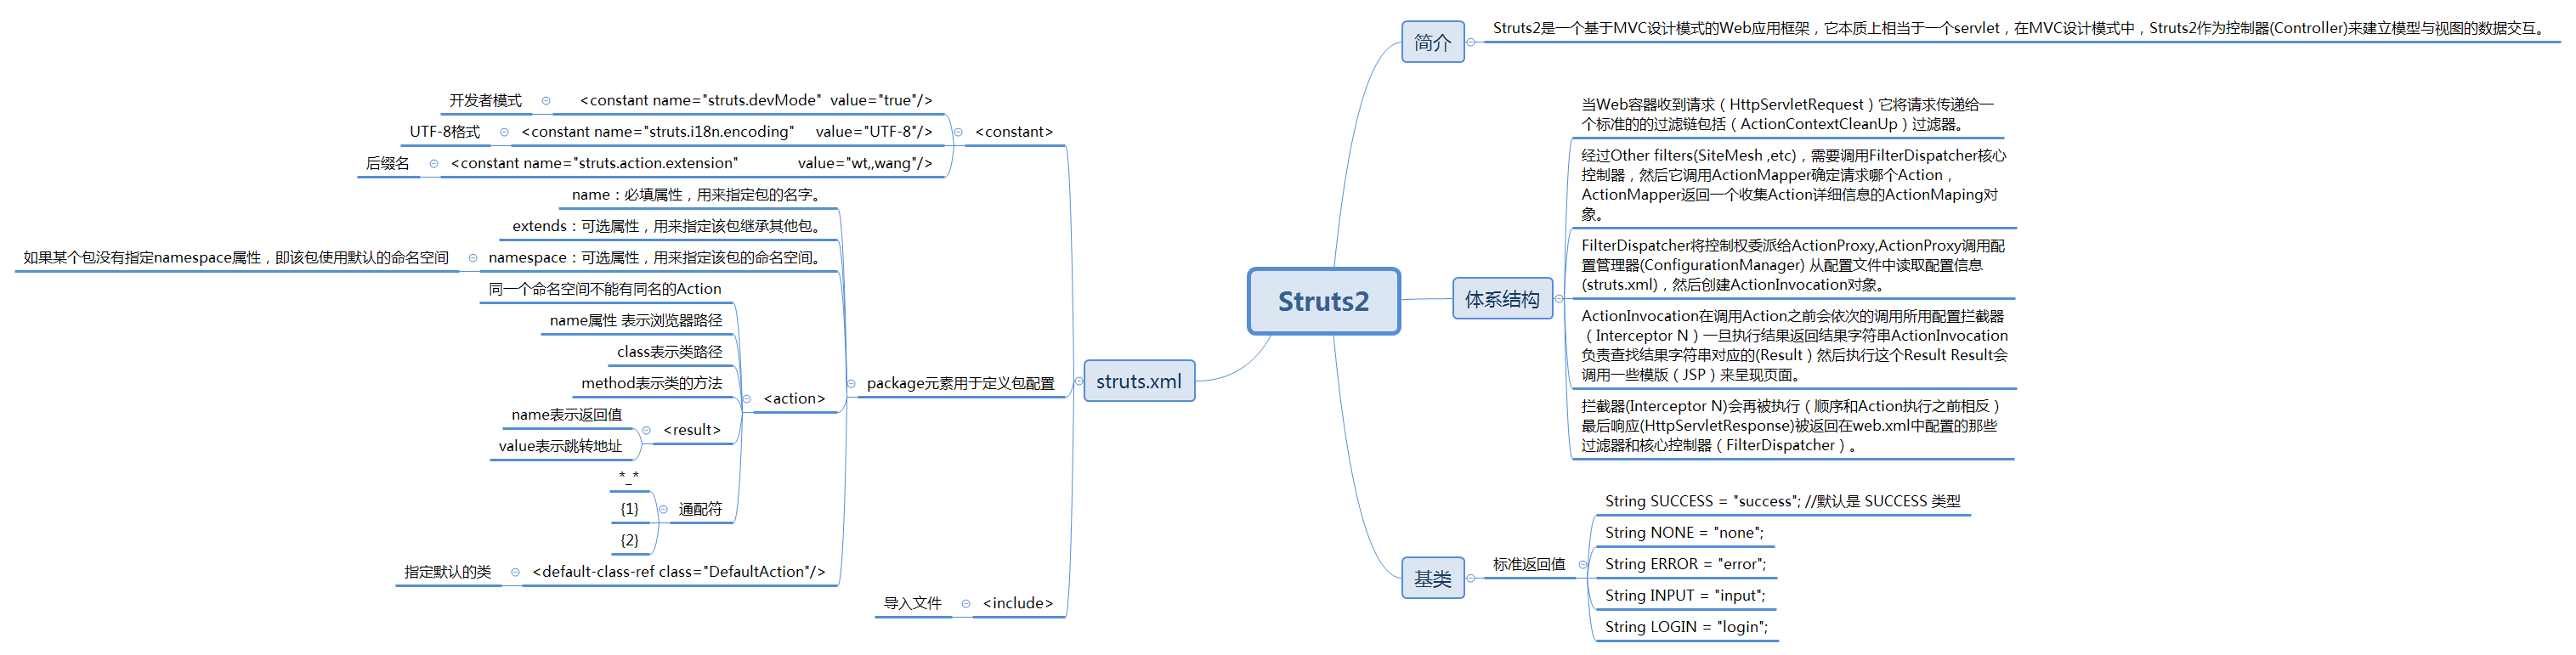 Struts2
简介
Struts2是一个基于MVC设计模式的Web应用框架，它本质上相当于一个servlet，在MVC设计模式中，Struts2作为控制器(Controller)来建立模型与视图的数据交互。
体系结构
当Web容器收到请求（HttpServletRequest）它将请求传递给一
个标准的的过滤链包括（ActionContextCleanUp）过滤器。
经过Other filters(SiteMesh ,etc)，需要调用FilterDispatcher核心
控制器，然后它调用ActionMapper确定请求哪个Action，
ActionMapper返回一个收集Action详细信息的ActionMaping对
象。
FilterDispatcher将控制权委派给ActionProxy,ActionProxy调用配
置管理器(ConfigurationManager) 从配置文件中读取配置信息
(struts.xml)，然后创建ActionInvocation对象。
ActionInvocation在调用Action之前会依次的调用所用配置拦截器
（Interceptor N）一旦执行结果返回结果字符串ActionInvocation
负责查找结果字符串对应的(Result）然后执行这个Result Result会
调用一些模版（JSP）来呈现页面。
拦截器(Interceptor N)会再被执行（顺序和Action执行之前相反）
最后响应(HttpServletResponse)被返回在web.xml中配置的那些
过滤器和核心控制器（FilterDispatcher）。
基类
标准返回值
String SUCCESS = "success"; //默认是 SUCCESS 类型
String NONE = "none";
String ERROR = "error";
String INPUT = "input";
String LOGIN = "login";
struts.xml
<constant>
<constant name="struts.devMode" value="true"/>
开发者模式
<constant name="struts.i18n.encoding" value="UTF-8"/>
UTF-8格式
<constant name="struts.action.extension" value="wt,,wang"/>
后缀名
package元素用于定义包配置
name：必填属性，用来指定包的名字。
extends：可选属性，用来指定该包继承其他包。
namespace：可选属性，用来指定该包的命名空间。
如果某个包没有指定namespace属性，即该包使用默认的命名空间
<action>
同一个命名空间不能有同名的Action
name属性 表示浏览器路径
class表示类路径
method表示类的方法
<result>
name表示返回值
value表示跳转地址
通配符
*_*
{1}
{2}
<default-class-ref class="DefaultAction"/>
指定默认的类
<include>
导入文件